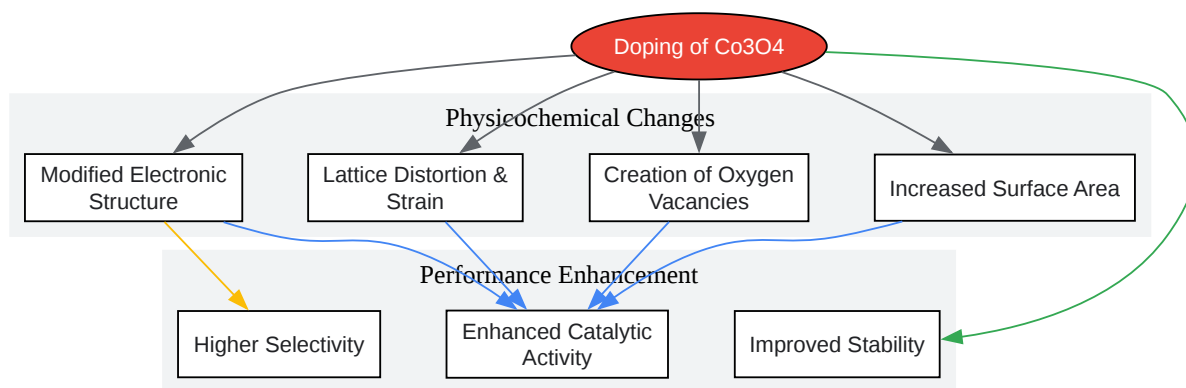 Doping of Co3O4
Physicochemical Changes
Modified Electronic
Structure
Lattice Distortion &
Strain
Creation of Oxygen
Vacancies
Increased Surface Area
Performance Enhancement
Higher Selectivity
Enhanced Catalytic
Activity
Improved Stability